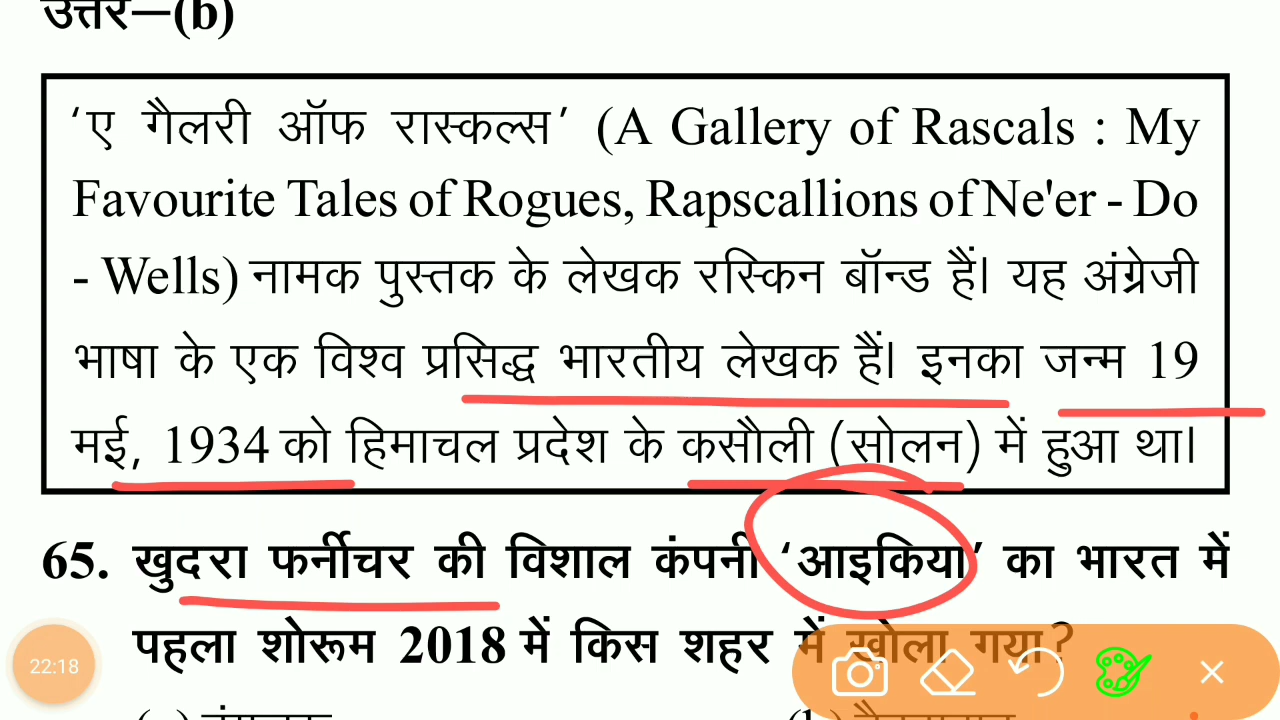 उत्तर—(b)
‘ए गैलरी ऑफ रास्कल्स’ (A Gallery of Rascals : My
Favourite Tales of Rogues, Rapscallions of Ne'er - Do
- Wells) नामक पुस्तक के लेखक रस्किन बॉन्ड हैं। यह अंग्रेजी
भाषा के एक विश्व प्रसिद्ध भारतीय लेखक हैं। इनका जन्म 19
मई, 1934 को हिमाचल प्रदेश के कसौली (सोलन) में हुआ था।
65. खुदरा फर्नीचर की विशाल कंपनी ‘आइकिया’ का भारत में
पहला शोरूम 2018 में किस शहर में खोला गया?
22:18